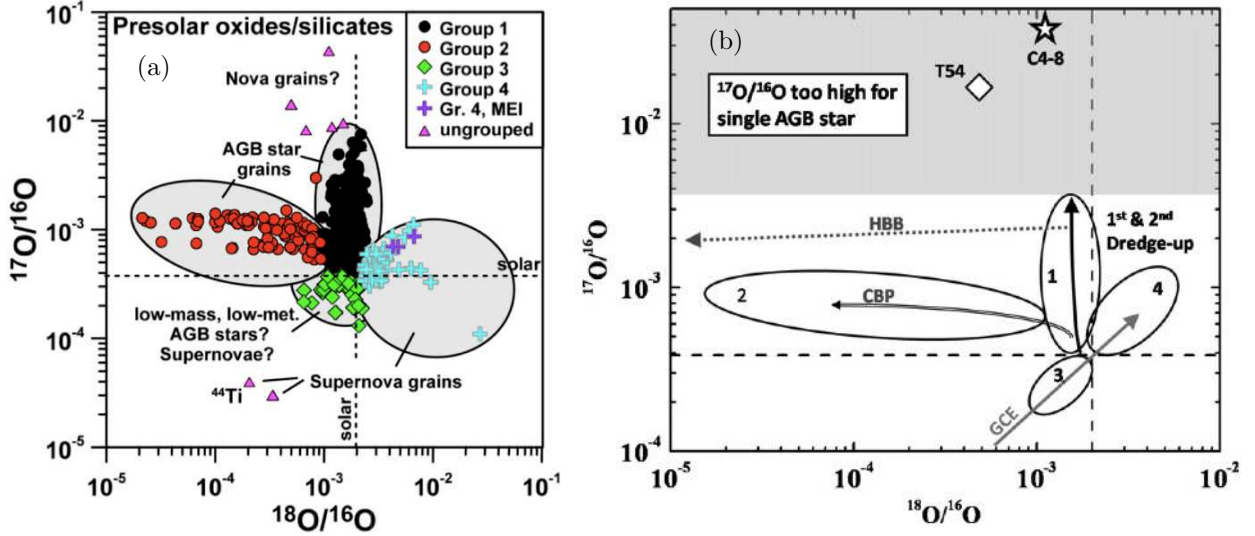 Presolar oxides/silicates
(a)
Group 1
Group 2
Group 3
Group 4
Gr. 4, MEI
ungrouped
Nova grains?
AGB star
grains
solar
low-mass, low-met.
AGB stars?
Supernovae?
Supernova grains
⁴⁴Ti
solar
10⁻¹
10⁻²
10⁻³
10⁻⁴
10⁻⁵
¹⁷O/¹⁶O
10⁻⁵
10⁻⁴
10⁻³
10⁻²
10⁻¹
¹⁸O/¹⁶O
(b)
C4-8
T54
¹⁷O/¹⁶O too high for
single AGB star
HBB
1ˢᵗ & 2ⁿᵈ
Dredge-up
1
2
CBP
4
3
GCE
10⁻²
10⁻³
10⁻⁴
¹⁷O/¹⁶O
10⁻⁵
10⁻⁴
10⁻³
10⁻²
¹⁸O/¹⁶O